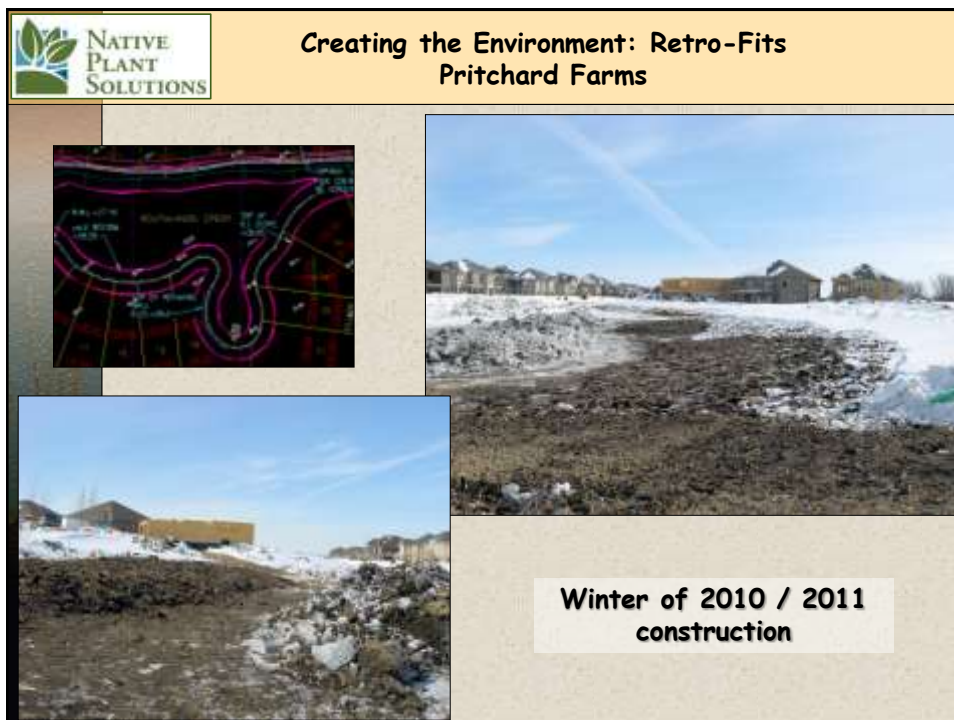 NATIVE
PLANT
SOLUTIONS
Creating the Environment: Retro-Fits
Pritchard Farms
Winter of 2010 / 2011
construction